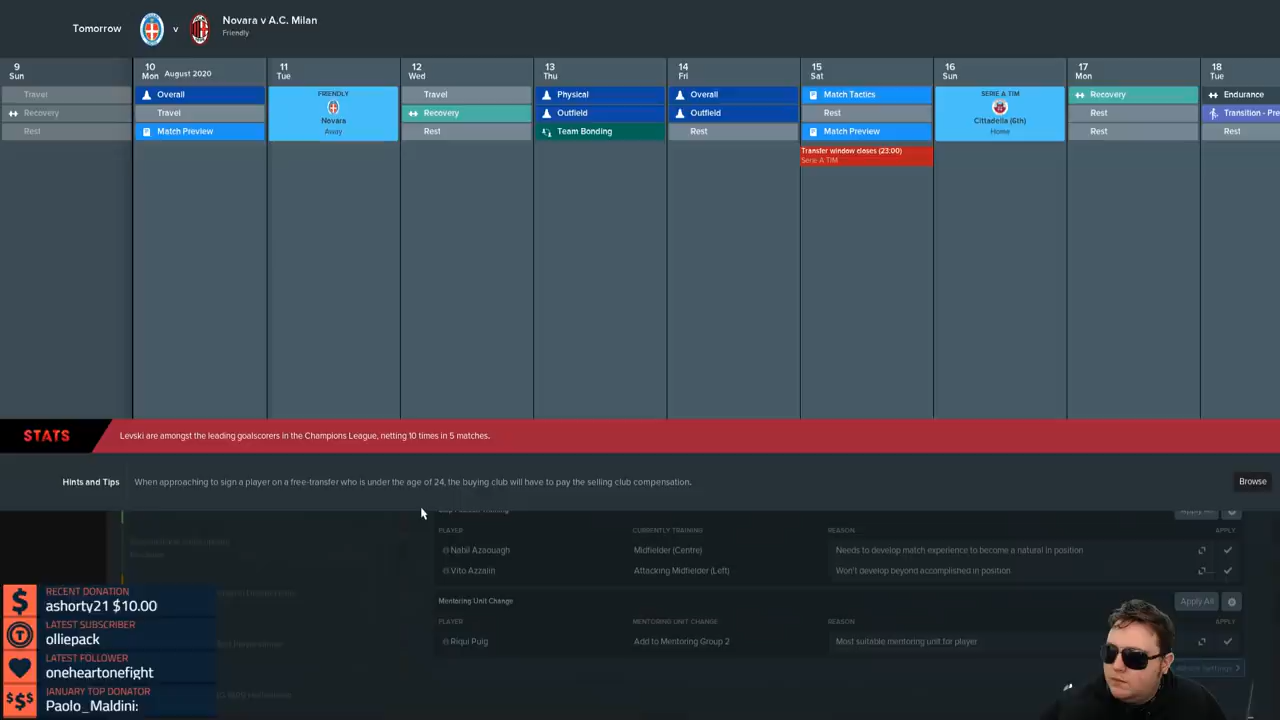 Tomorrow
v
Novara v A.C. Milan
Friendly
9
Sun
10
Mon August 2020
11
Tue
12
Wed
13
Thu
14
Fri
15
Sat
16
Sun
17
Mon
18
Tue
Travel
Recovery
Rest
Overall
Travel
Match Preview
FRIENDLY
Novara
Away
Travel
Recovery
Rest
Physical
Outfield
Team Bonding
Overall
Outfield
Rest
Match Tactics
Rest
Match Preview
Transfer window closes (23:00)
Serie A TIM
SERIE A TIM
Cittadella (6th)
Home
Recovery
Rest
Rest
Endurance
Transition - Pre
Rest
STATS
Levski are amongst the leading goalscorers in the Champions League, netting 10 times in 5 matches.
Hints and Tips
When approaching to sign a player on a free-transfer who is under the age of 24, the buying club will have to pay the selling club compensation.
Browse
Apply All
PLAYER CURRENTLY TRAINING REASON APPLY
Nabil Azaouagh Midfielder (Centre) Needs to develop match experience to become a natural in position
Vito Azzalin Attacking Midfielder (Left) Won't develop beyond accomplished in position
Mentoring Unit Change Apply All
PLAYER MENTORING UNIT CHANGE REASON APPLY
Riqui Puig Add to Mentoring Group 2 Most suitable mentoring unit for player
RECENT DONATION
ashorty21 $10.00
LATEST SUBSCRIBER
olliepack
LATEST FOLLOWER
oneheartonefight
JANUARY TOP DONATOR
Paolo_Maldini: